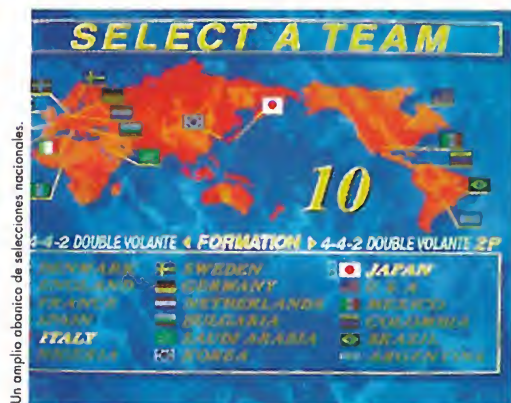 SELECT A TEAM
10
4-4-2 DOUBLE VOLANTE ◀ FORMATION ▶ 4-4-2 DOUBLE VOLANTE 2P
DENMARK SWEDEN JAPAN
ENGLAND GERMANY U.S.A
FRANCE NETHERLANDS MEXICO
SPAIN BULGARIA COLOMBIA
ITALY SAUDI ARABIA BRASIL
NIGERIA KOREA ARGENTINA
Un amplio abanico de selecciones nacionales.